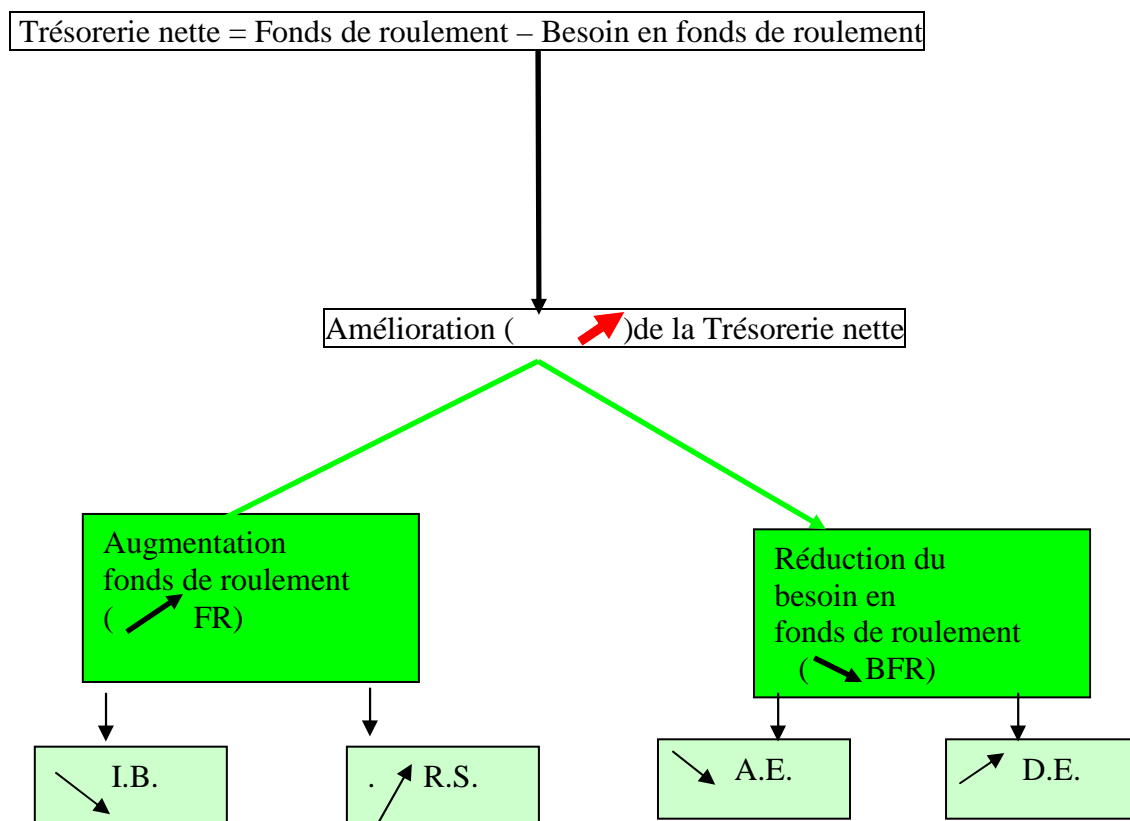 Trésorerie nette = Fonds de roulement – Besoin en fonds de roulement
Amélioration ( )de la Trésorerie nette
Augmentation
fonds de roulement
( FR)
Réduction du
besoin en
fonds de roulement
( BFR)
I.B.
. R.S.
A.E.
D.E.